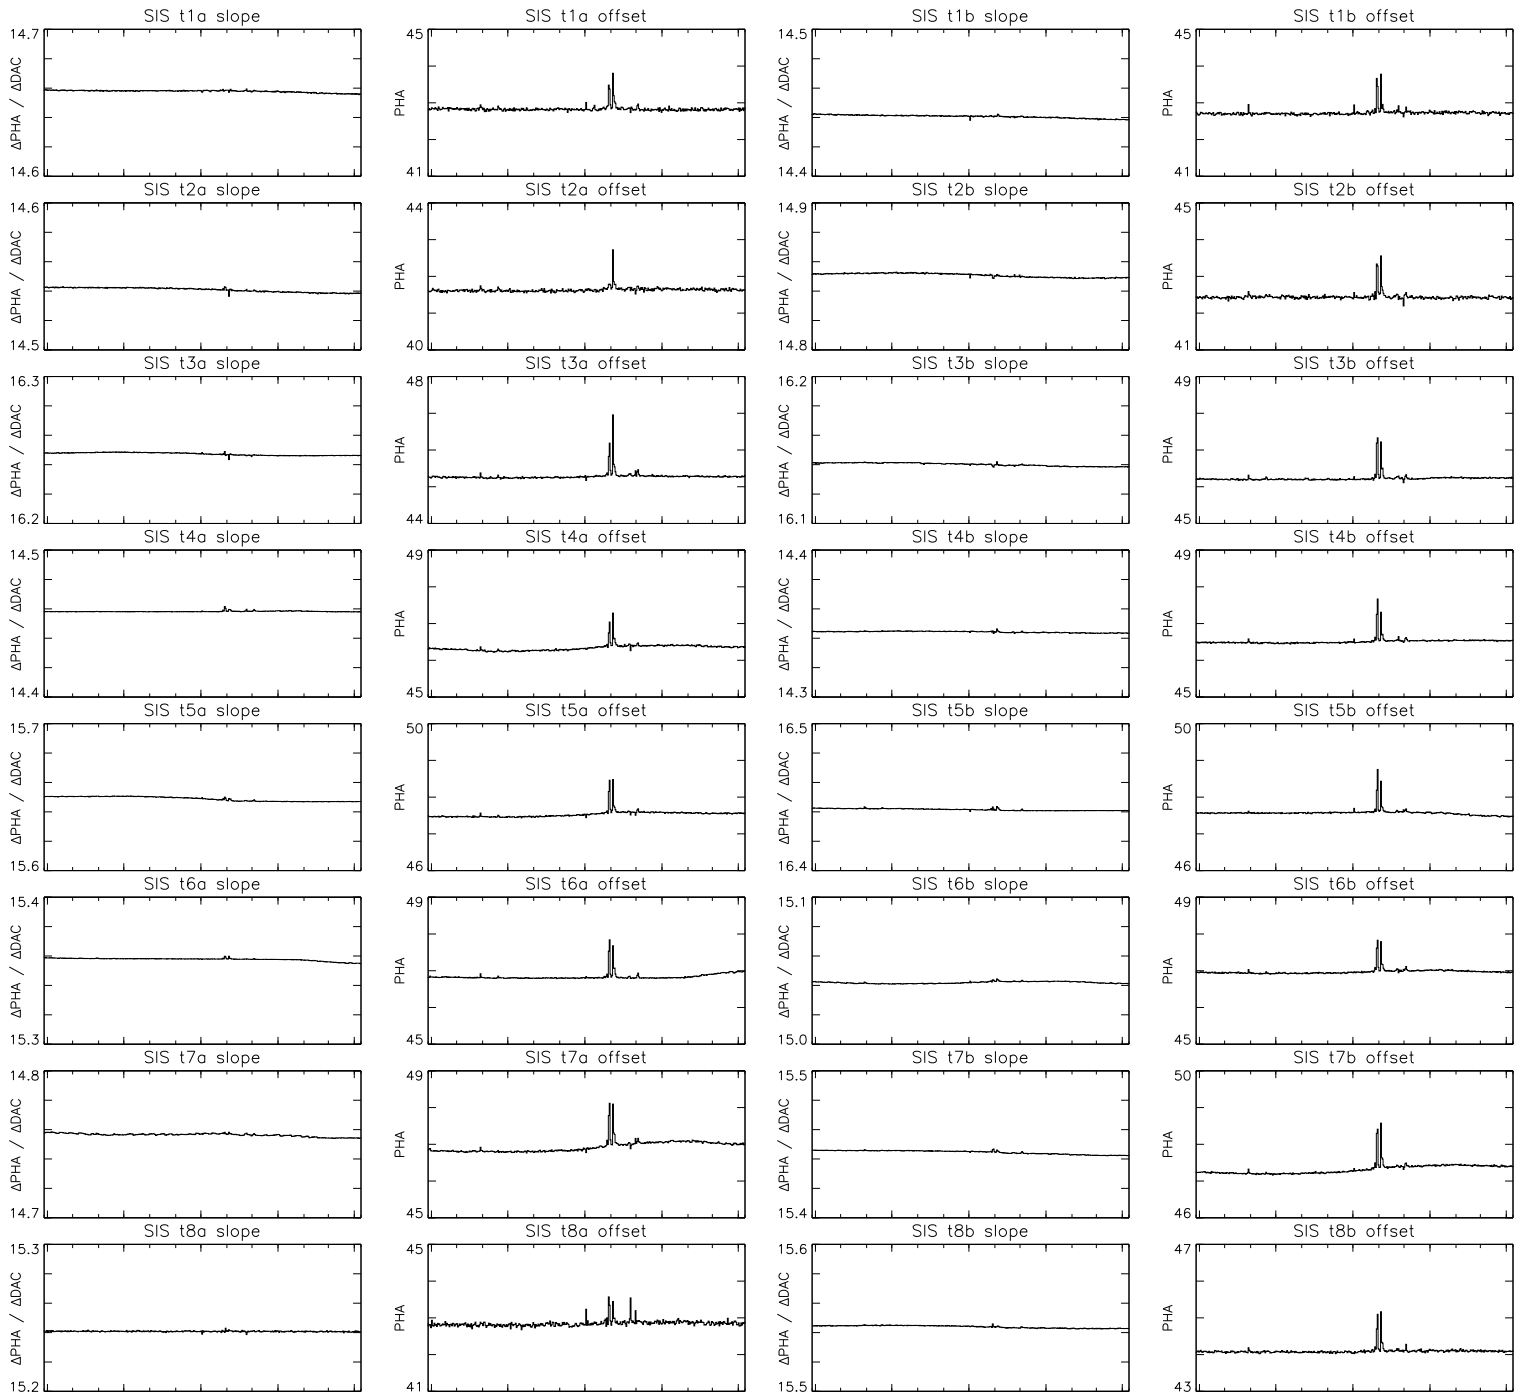 SIS t1a slope
SIS t1a offset
SIS t1b slope
SIS t1b offset
14.7
14.6
ΔPHA / ΔDAC
45
41
PHA
14.5
14.4
ΔPHA / ΔDAC
45
41
PHA
SIS t2a slope
SIS t2a offset
SIS t2b slope
SIS t2b offset
14.6
14.5
ΔPHA / ΔDAC
44
40
PHA
14.9
14.8
ΔPHA / ΔDAC
45
41
PHA
SIS t3a slope
SIS t3a offset
SIS t3b slope
SIS t3b offset
16.3
16.2
ΔPHA / ΔDAC
48
44
PHA
16.2
16.1
ΔPHA / ΔDAC
49
45
PHA
SIS t4a slope
SIS t4a offset
SIS t4b slope
SIS t4b offset
14.5
14.4
ΔPHA / ΔDAC
49
45
PHA
14.4
14.3
ΔPHA / ΔDAC
49
45
PHA
SIS t5a slope
SIS t5a offset
SIS t5b slope
SIS t5b offset
15.7
15.6
ΔPHA / ΔDAC
50
46
PHA
16.5
16.4
ΔPHA / ΔDAC
50
46
PHA
SIS t6a slope
SIS t6a offset
SIS t6b slope
SIS t6b offset
15.4
15.3
ΔPHA / ΔDAC
49
45
PHA
15.1
15.0
ΔPHA / ΔDAC
49
45
PHA
SIS t7a slope
SIS t7a offset
SIS t7b slope
SIS t7b offset
14.8
14.7
ΔPHA / ΔDAC
49
45
PHA
15.5
15.4
ΔPHA / ΔDAC
50
46
PHA
SIS t8a slope
SIS t8a offset
SIS t8b slope
SIS t8b offset
15.3
15.2
ΔPHA / ΔDAC
45
41
PHA
15.6
15.5
ΔPHA / ΔDAC
47
43
PHA